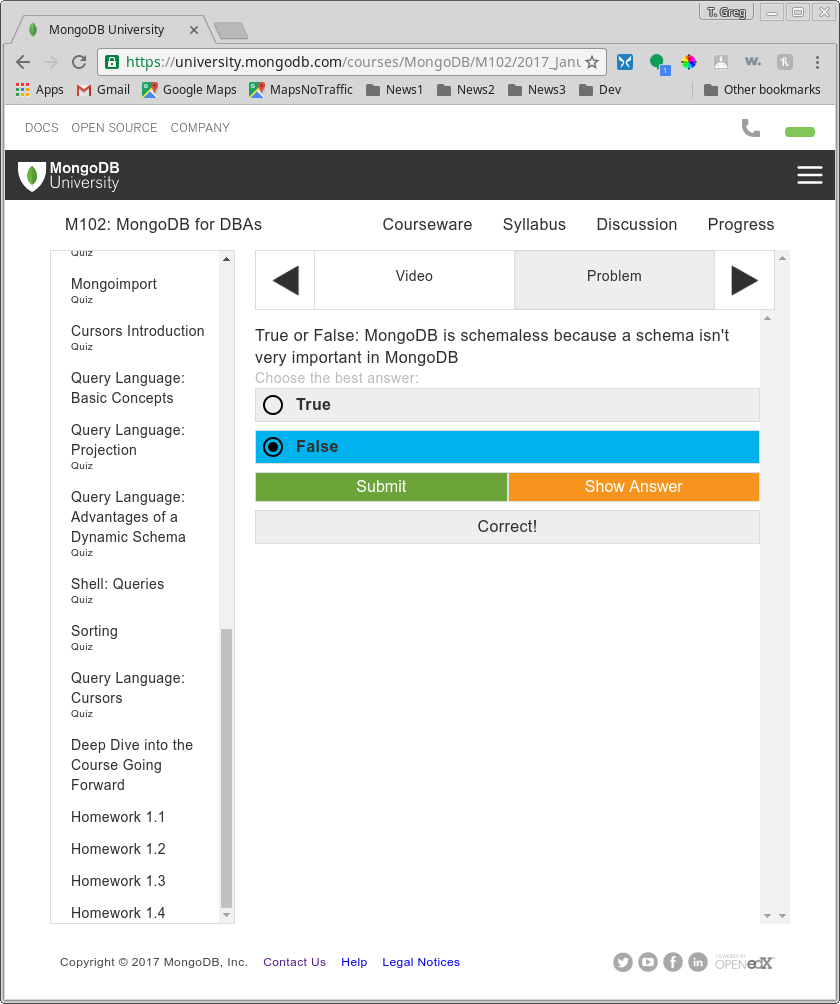 T. Greg
MongoDB University
https://university.mongodb.com/courses/MongoDB/M102/2017_Janu
1
w.
Apps Gmail Google Maps MapsNoTraffic News1 News2 News3 Dev Other bookmarks
DOCS OPEN SOURCE COMPANY
MongoDB
University
M102: MongoDB for DBAs Courseware Syllabus Discussion Progress
Quiz
Mongoimport
Quiz
Cursors Introduction
Quiz
Query Language:
Basic Concepts
Query Language:
Projection
Quiz
Query Language:
Advantages of a
Dynamic Schema
Quiz
Shell: Queries
Quiz
Sorting
Quiz
Query Language:
Cursors
Quiz
Deep Dive into the
Course Going
Forward
Homework 1.1
Homework 1.2
Homework 1.3
Homework 1.4
Video Problem
True or False: MongoDB is schemaless because a schema isn't
very important in MongoDB
Choose the best answer:
True
False
Submit Show Answer
Correct!
Copyright © 2017 MongoDB, Inc. Contact Us Help Legal Notices
POWERED BY
OPEN edX